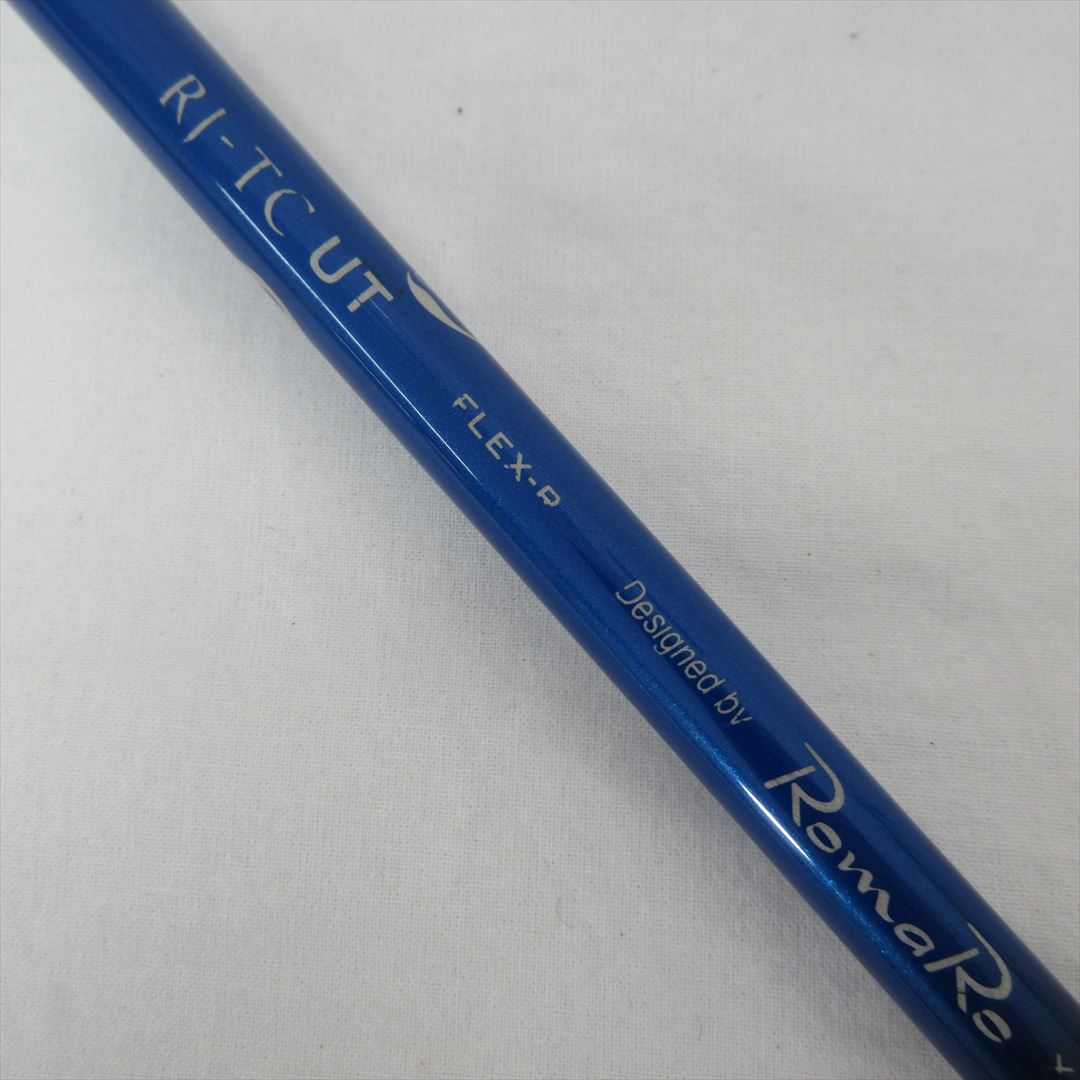 RJ-TC UT
FLEX-R
Designed by
RomaRo